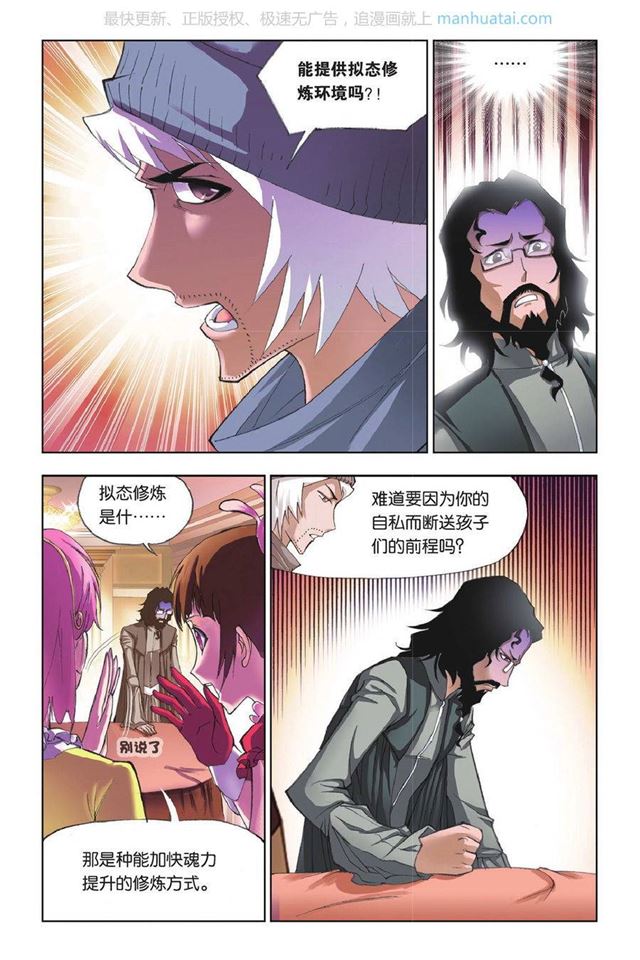 最快更新、正版授权、极速无广告，追漫画就上 manhuatai.com
能提供拟态修
炼环境吗？！
……
拟态修炼
是什……
别说了
那是种能加快魂力
提升的修炼方式。
难道要因为你的
自私而断送孩子
们的前程吗？